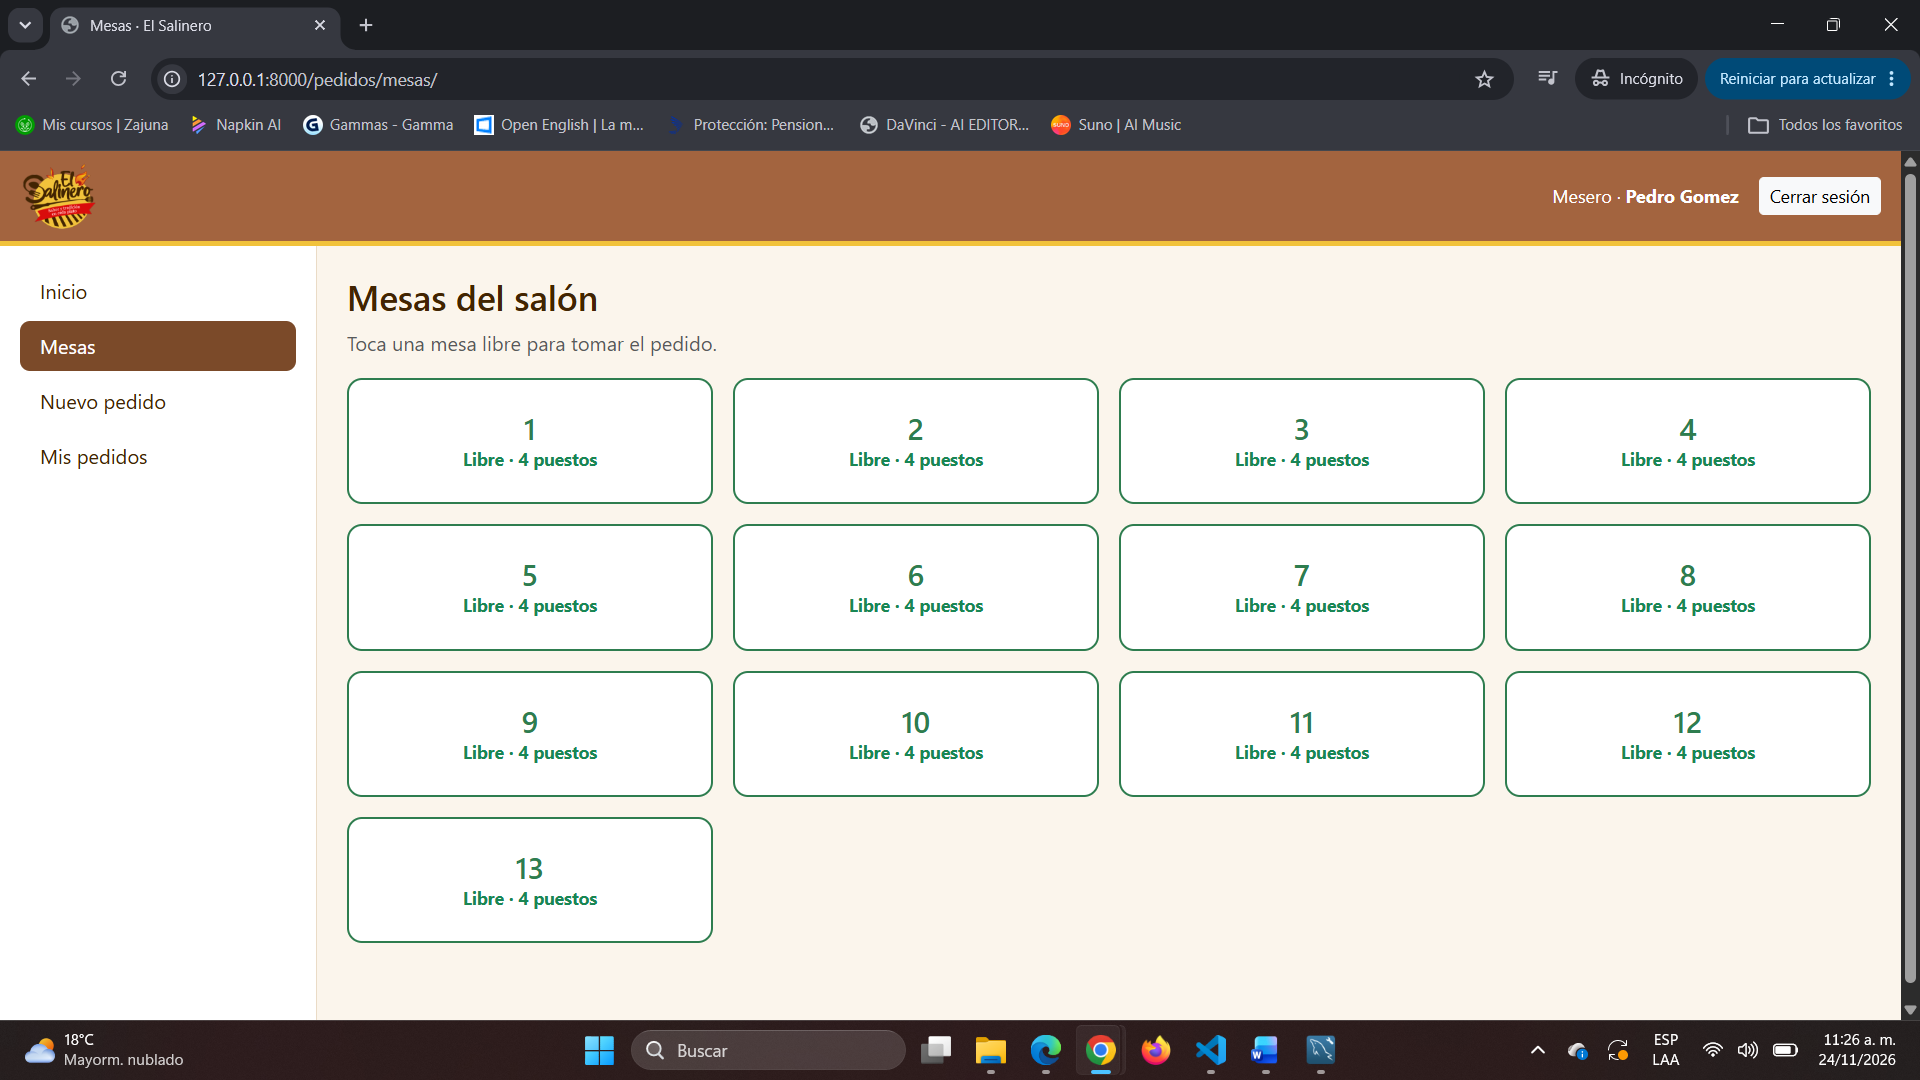 Mesas · El Salinero
127.0.0.1:8000/pedidos/mesas/
Incógnito
Reiniciar para actualizar
Mis cursos | Zajuna
Napkin AI
Gammas - Gamma
Open English | La m...
Protección: Pension...
DaVinci - AI EDITOR...
Suno | AI Music
Todos los favoritos
El
Salinero
Mesero · Pedro Gomez
Cerrar sesión
Inicio
Mesas
Nuevo pedido
Mis pedidos
Mesas del salón
Toca una mesa libre para tomar el pedido.
1
Libre · 4 puestos
2
Libre · 4 puestos
3
Libre · 4 puestos
4
Libre · 4 puestos
5
Libre · 4 puestos
6
Libre · 4 puestos
7
Libre · 4 puestos
8
Libre · 4 puestos
9
Libre · 4 puestos
10
Libre · 4 puestos
11
Libre · 4 puestos
12
Libre · 4 puestos
13
Libre · 4 puestos
18°C
Mayorm. nublado
Buscar
ESP
LAA
11:26 a. m.
24/11/2026